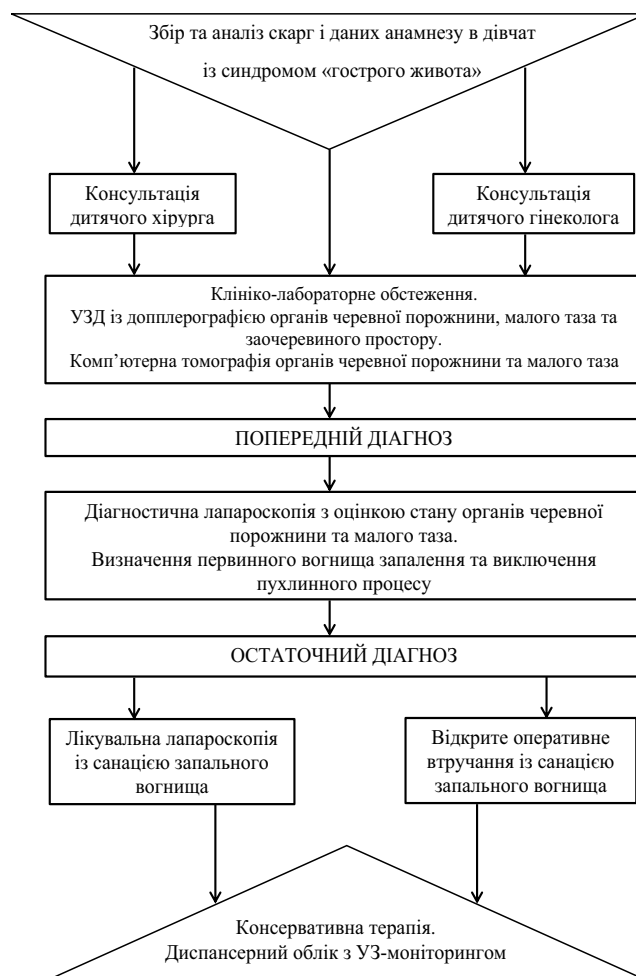 Збір та аналіз скарг і даних анамнезу в дівчат
із синдромом «гострого живота»
Консультація
дитячого хірурга
Консультація
дитячого гінеколога
Клініко-лабораторне обстеження.
УЗД із допплерографією органів черевної порожнини, малого таза та
заочеревиного простору.
Комп’ютерна томографія органів черевної порожнини та малого таза
ПОПЕРЕДНІЙ ДІАГНОЗ
Діагностична лапароскопія з оцінкою стану органів черевної
порожнини та малого таза.
Визначення первинного вогнища запалення та виключення
пухлинного процесу
ОСТАТОЧНИЙ ДІАГНОЗ
Лікувальна лапароскопія
із санацією запального
вогнища
Відкрите оперативне
втручання із санацією
запального вогнища
Консервативна терапія.
Диспансерний облік з УЗ-моніторингом